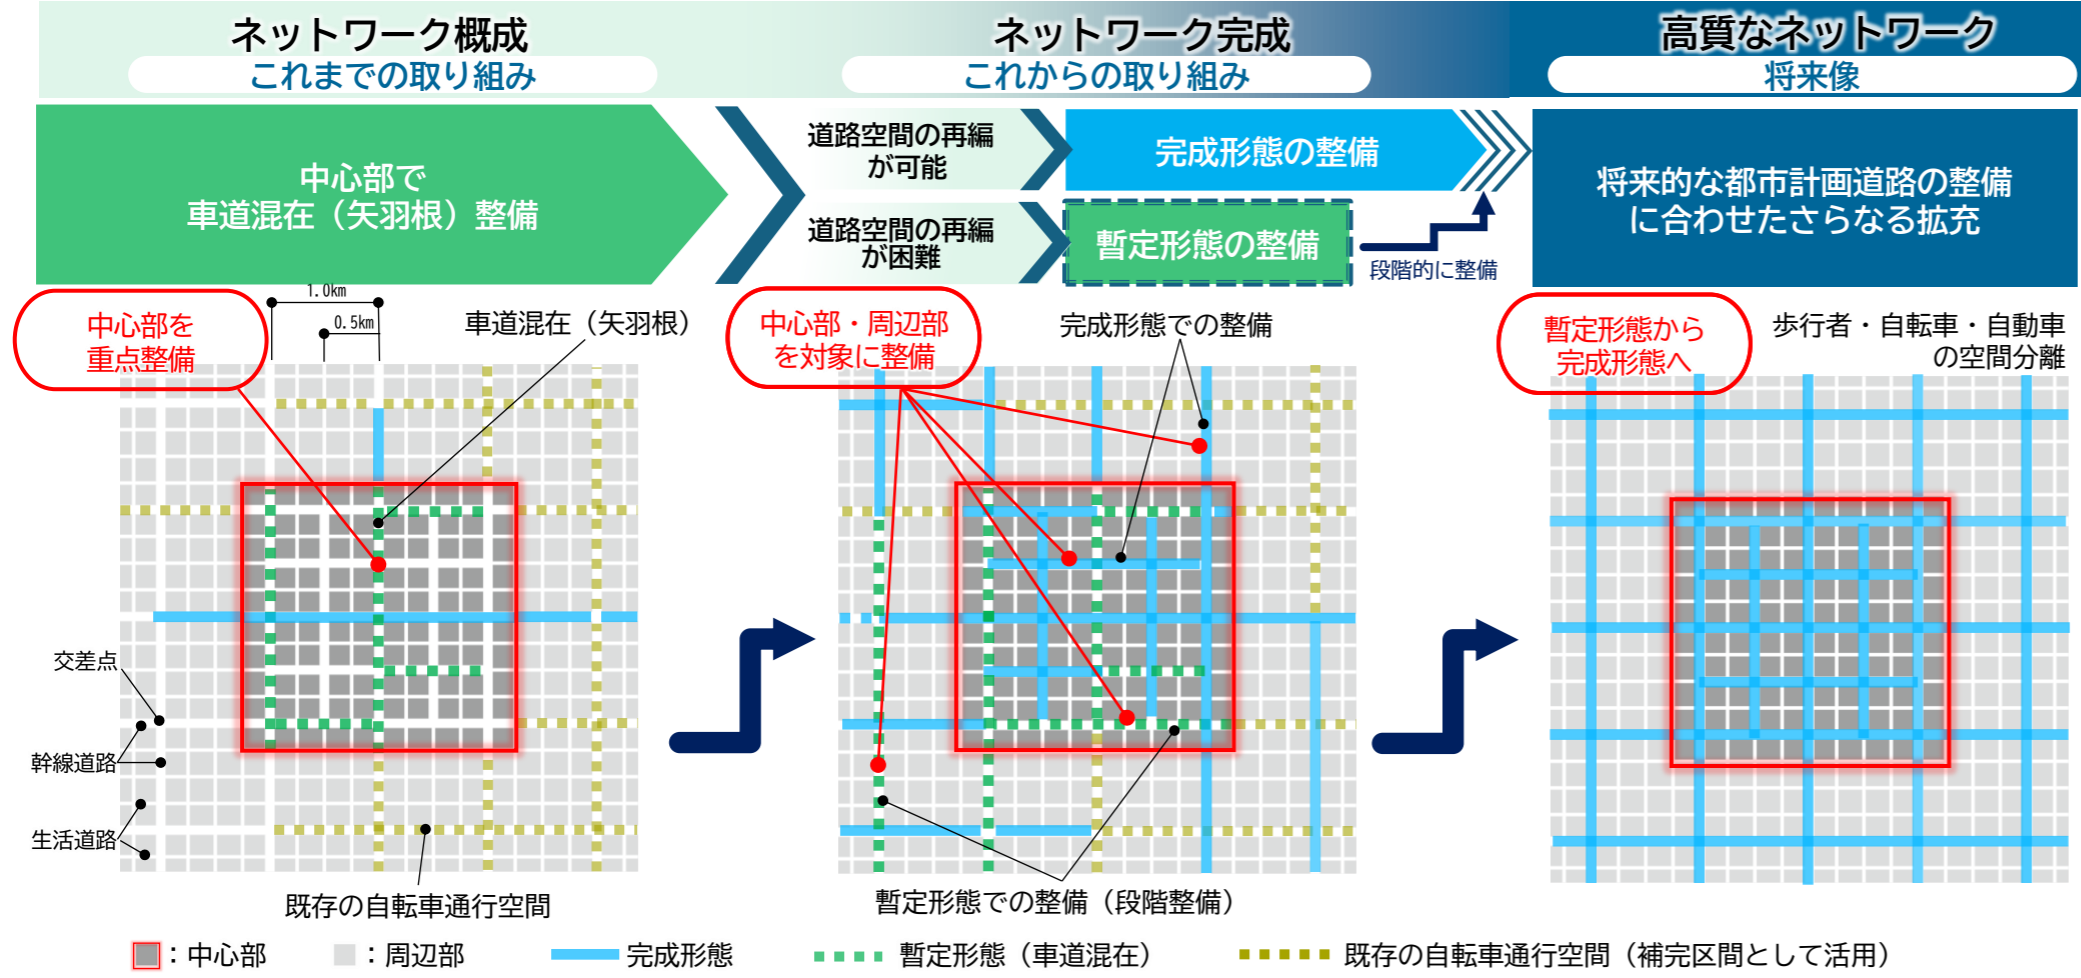 ネットワーク概成
これまでの取り組み
ネットワーク完成
これからの取り組み
高質なネットワーク
将来像
中心部で
車道混在（矢羽根）整備
道路空間の再編
が可能
完成形態の整備
道路空間の再編
が困難
暫定形態の整備
段階的に整備
将来的な都市計画道路の整備
に合わせたさらなる拡充
中心部を
重点整備
1.0km
0.5km
車道混在（矢羽根）
交差点
幹線道路
生活道路
既存の自転車通行空間
中心部・周辺部
を対象に整備
完成形態での整備
暫定形態での整備（段階整備）
暫定形態から
完成形態へ
歩行者・自転車・自動車
の空間分離
：中心部
：周辺部
完成形態
暫定形態（車道混在）
既存の自転車通行空間（補完区間として活用）